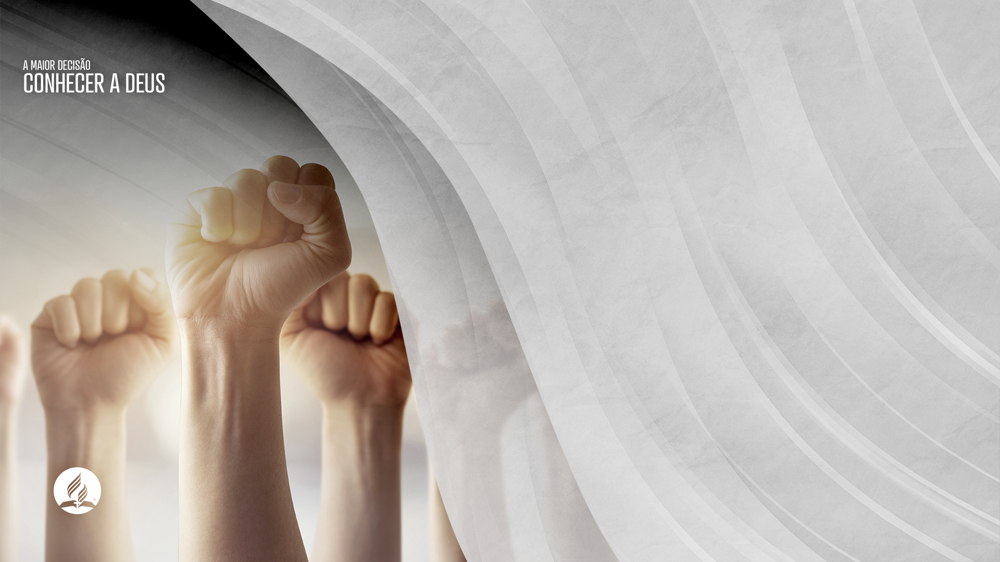 A MAIOR DECISÃO
CONHECER A DEUS